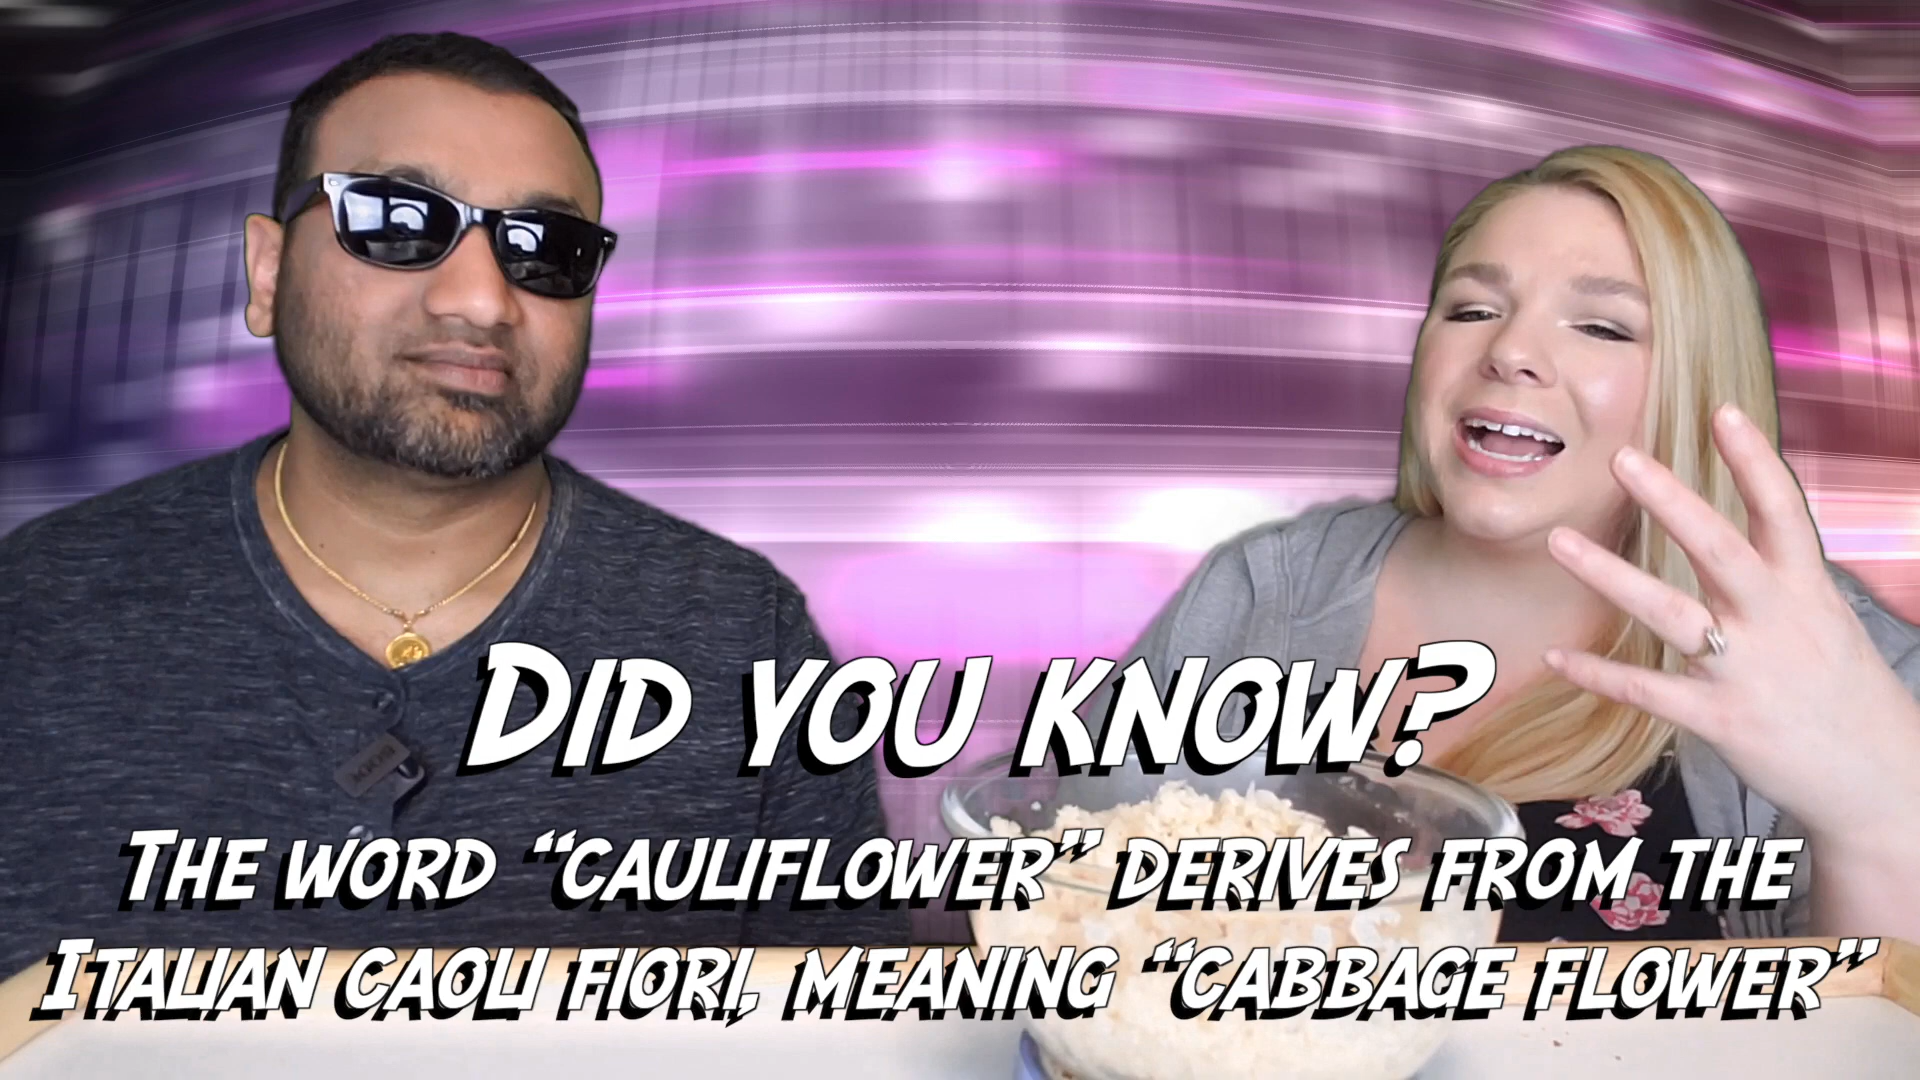 Did you know?
The word “cauliflower” derives from the
Italian caoli fiori, meaning “cabbage flower”